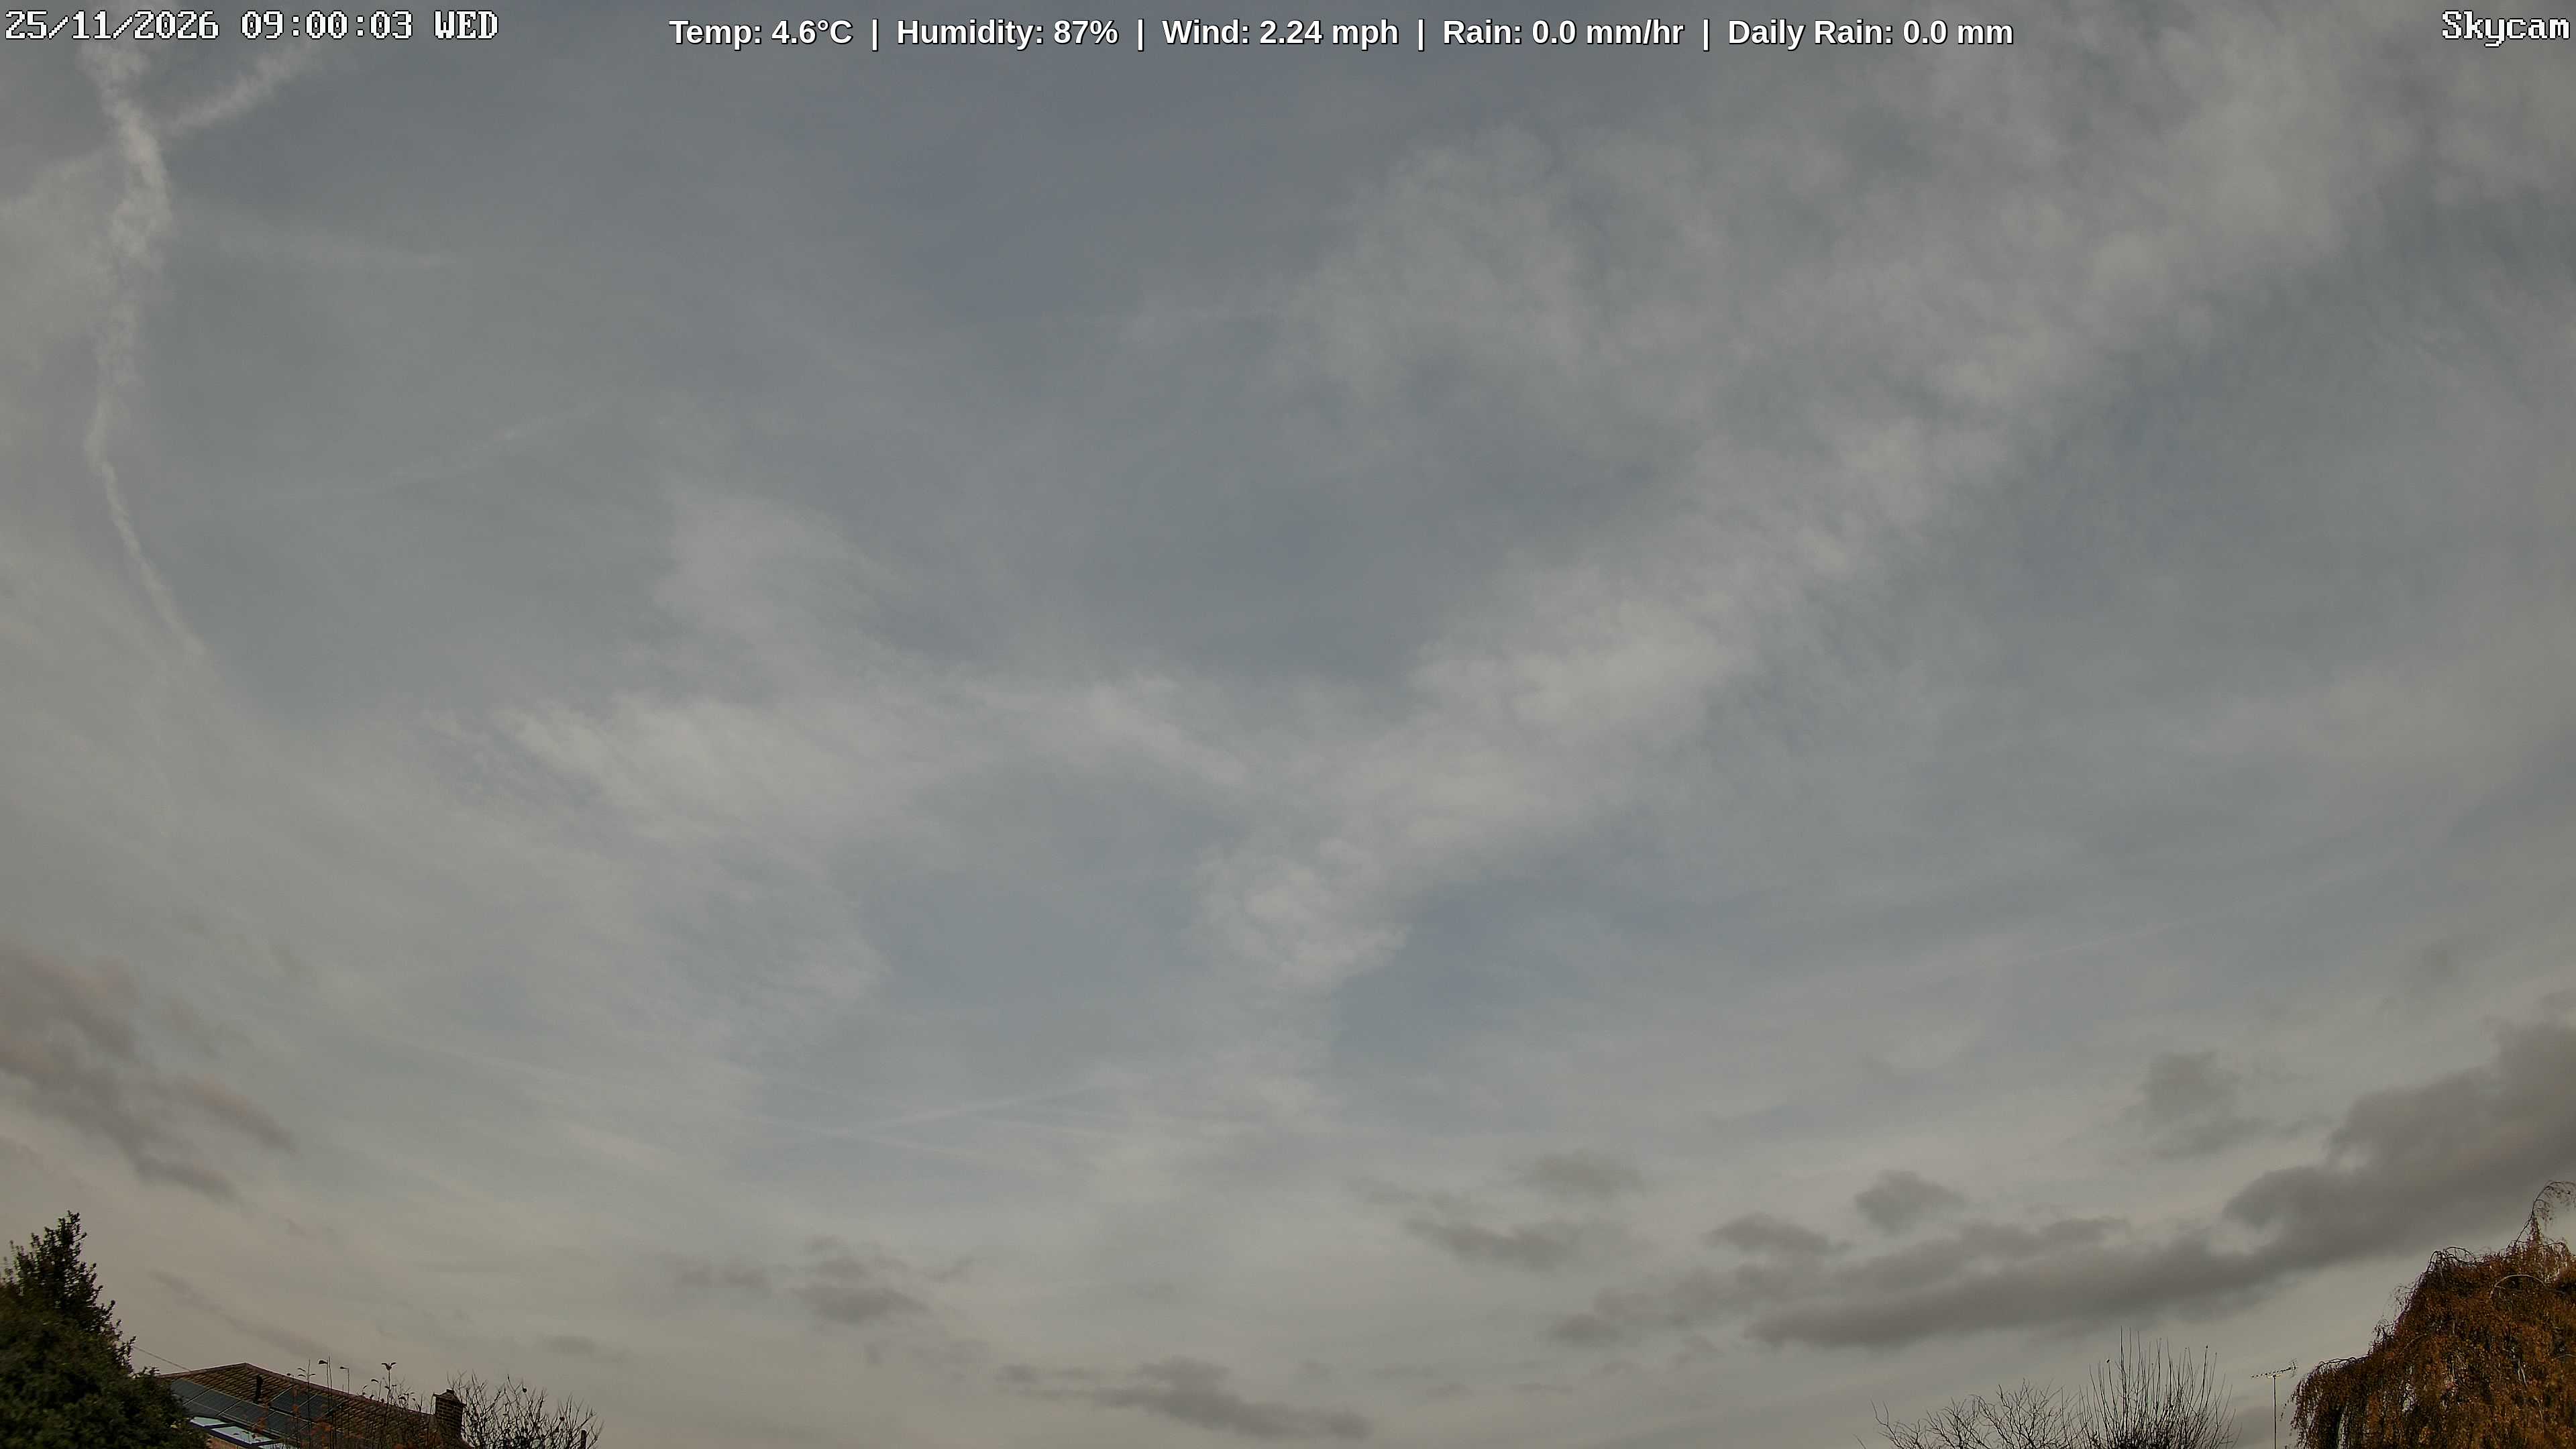 25/11/2026 09:00:03 WED
Temp: 4.6°C | Humidity: 87% | Wind: 2.24 mph | Rain: 0.0 mm/hr | Daily Rain: 0.0 mm
Skycam